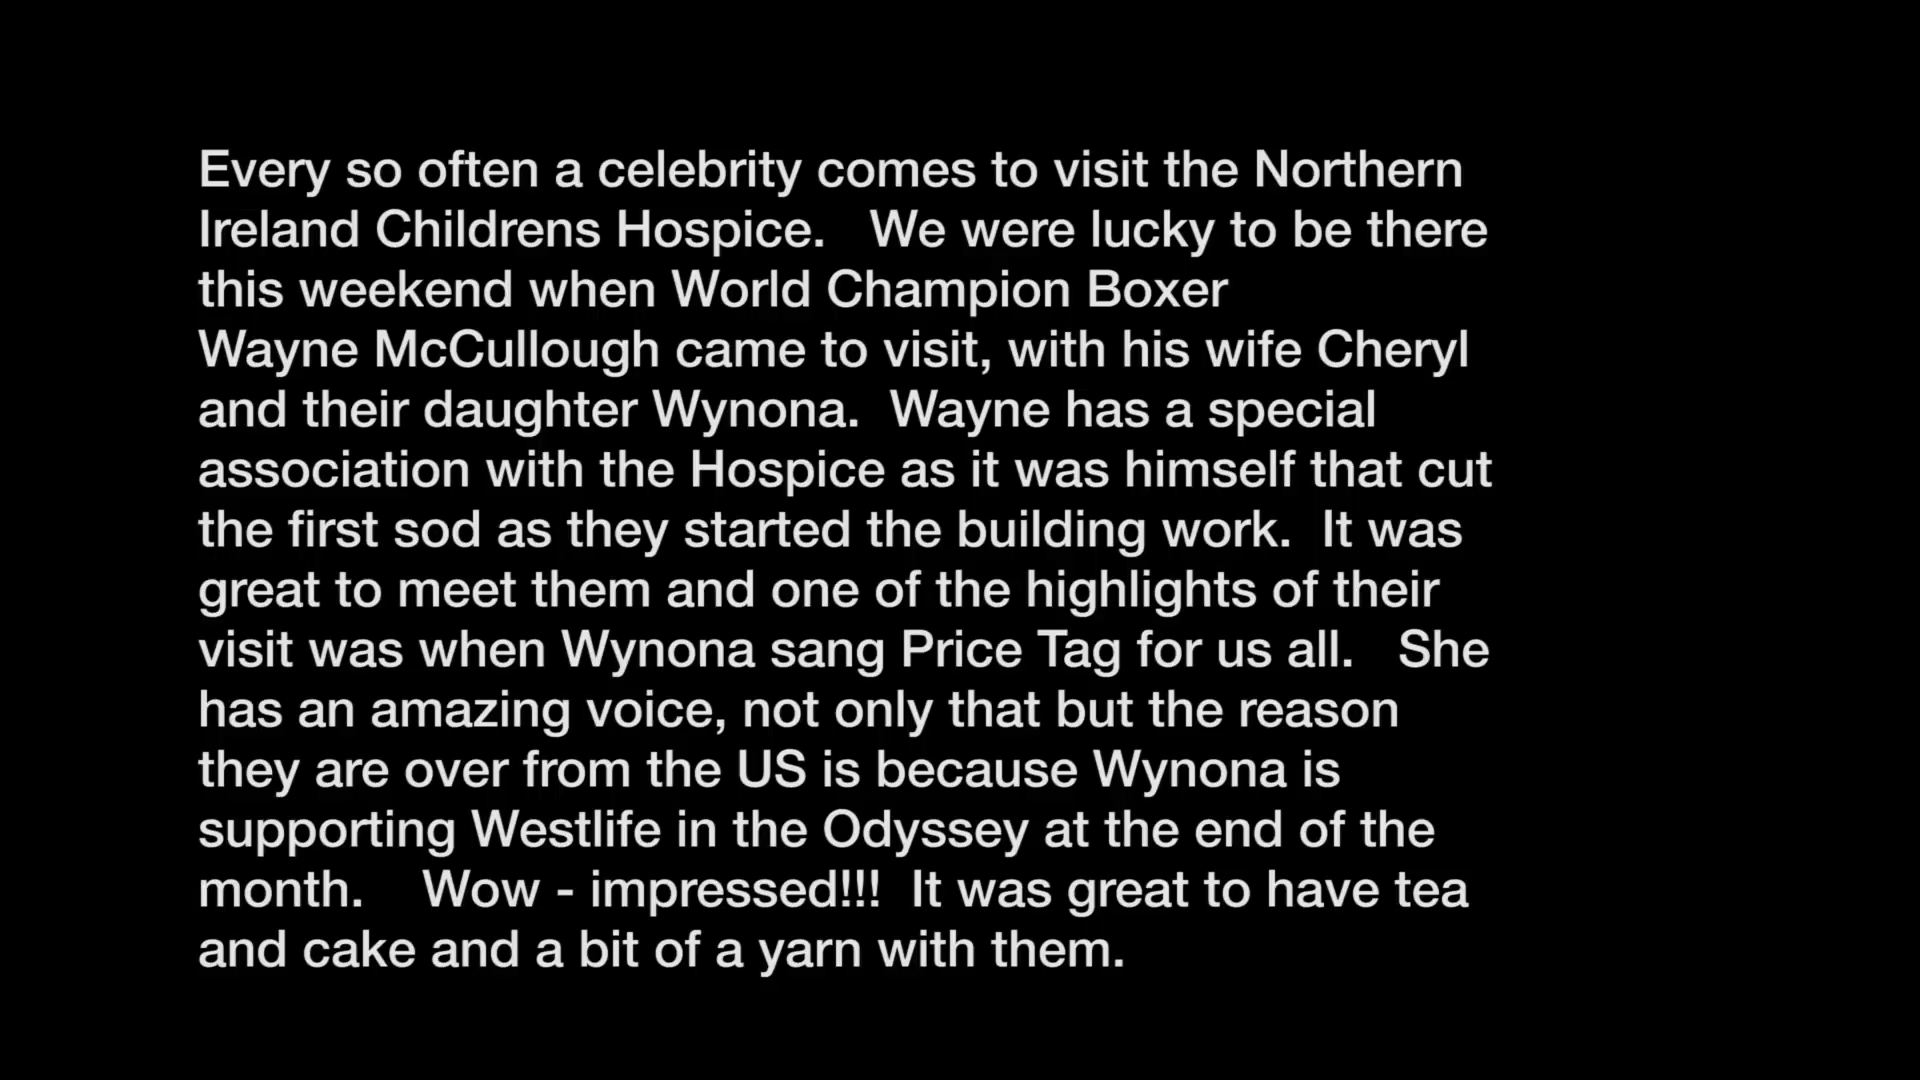 Every so often a celebrity comes to visit the Northern
Ireland Childrens Hospice.   We were lucky to be there
this weekend when World Champion Boxer
Wayne McCullough came to visit, with his wife Cheryl
and their daughter Wynona.  Wayne has a special
association with the Hospice as it was himself that cut
the first sod as they started the building work.  It was
great to meet them and one of the highlights of their
visit was when Wynona sang Price Tag for us all.   She
has an amazing voice, not only that but the reason
they are over from the US is because Wynona is
supporting Westlife in the Odyssey at the end of the
month.    Wow - impressed!!!  It was great to have tea
and cake and a bit of a yarn with them.